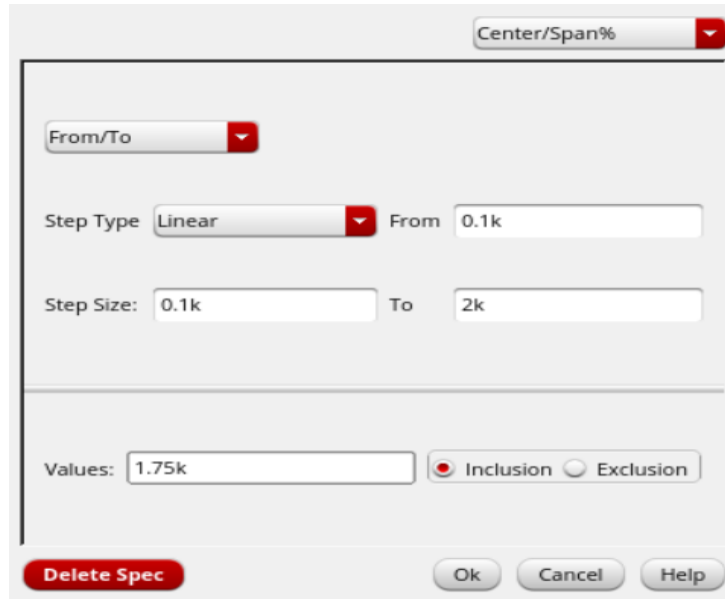 Center/Span%
From/To
Step Type Linear From 0.1k
Step Size: 0.1k To 2k
Values: 1.75k Inclusion Exclusion
Delete Spec Ok Cancel Help